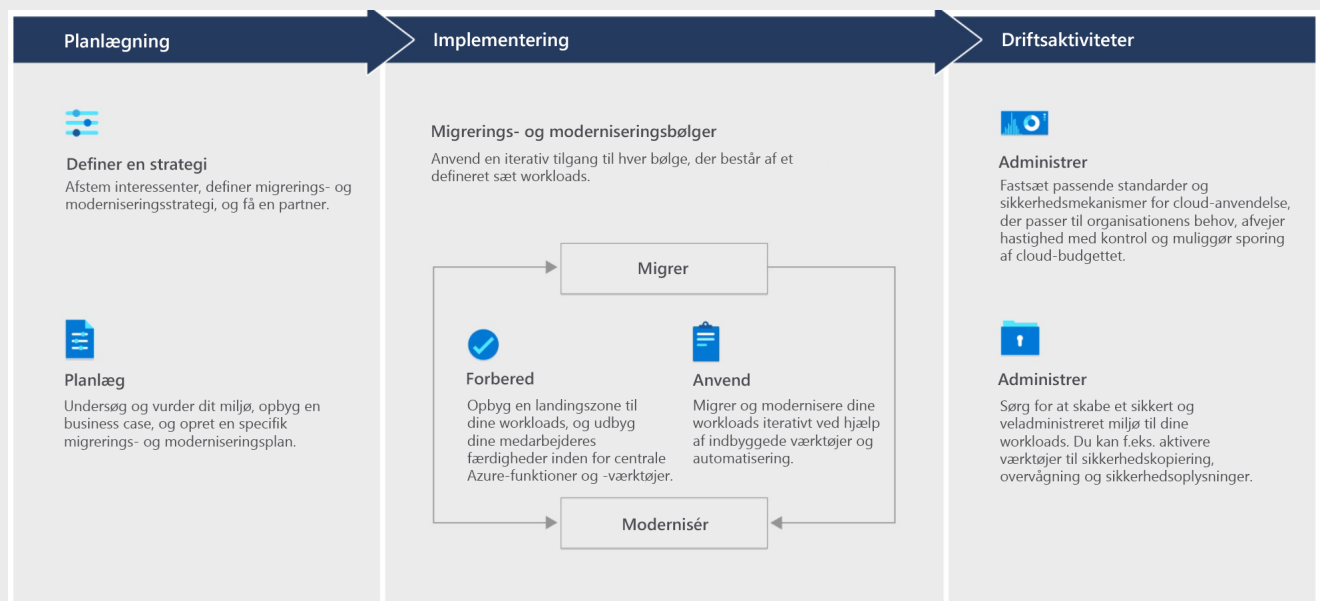 Planlægning
Definer en strategi
Afstem interessenter, definer migrerings- og
moderniseringsstrategi, og få en partner.
Planlæg
Undersøg og vurder dit miljø, opbyg en
business case, og opret en specifik
migrerings- og moderniseringsplan.
Implementering
Migrerings- og moderniseringsbølger
Anvend en iterativ tilgang til hver bølge, der består af et
defineret sæt workloads.
Migrer
Forbered
Opbyg en landingszone til
dine workloads, og udbyg
dine medarbejderes
færdigheder inden for centrale
Azure-funktioner og -værktøjer.
Anvend
Migrer og modernisere dine
workloads iterativt ved hjælp
af indbyggede værktøjer og
automatisering.
Modernisér
Driftsaktiviteter
Administrer
Fastsæt passende standarder og
sikkerhedsmekanismer for cloud-anvendelse,
der passer til organisationens behov, afvejer
hastighed med kontrol og muliggør sporing
af cloud-budgettet.
Administrer
Sørg for at skabe et sikkert og
veladministreret miljø til dine
workloads. Du kan f.eks. aktivere
værktøjer til sikkerhedskopiering,
overvågning og sikkerhedsoplysninger.